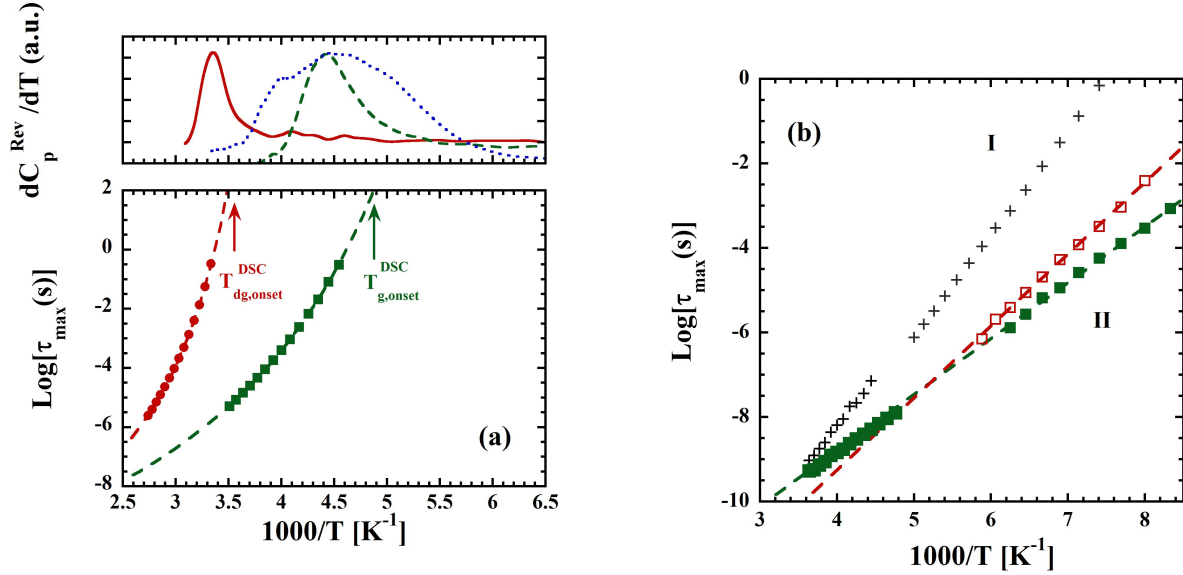 dC_p^Rev/dT (a.u.)
2
0
-2
-4
-6
-8
Log[τ_max(s)]
T_dg,onset^DSC
T_g,onset^DSC
(a)
2.5 3 3.5 4 4.5 5 5.5 6 6.5
1000/T [K^-1]
0
-2
-4
-6
-8
-10
Log[τ_max(s)]
(b)
I
II
3 4 5 6 7 8
1000/T [K^-1]